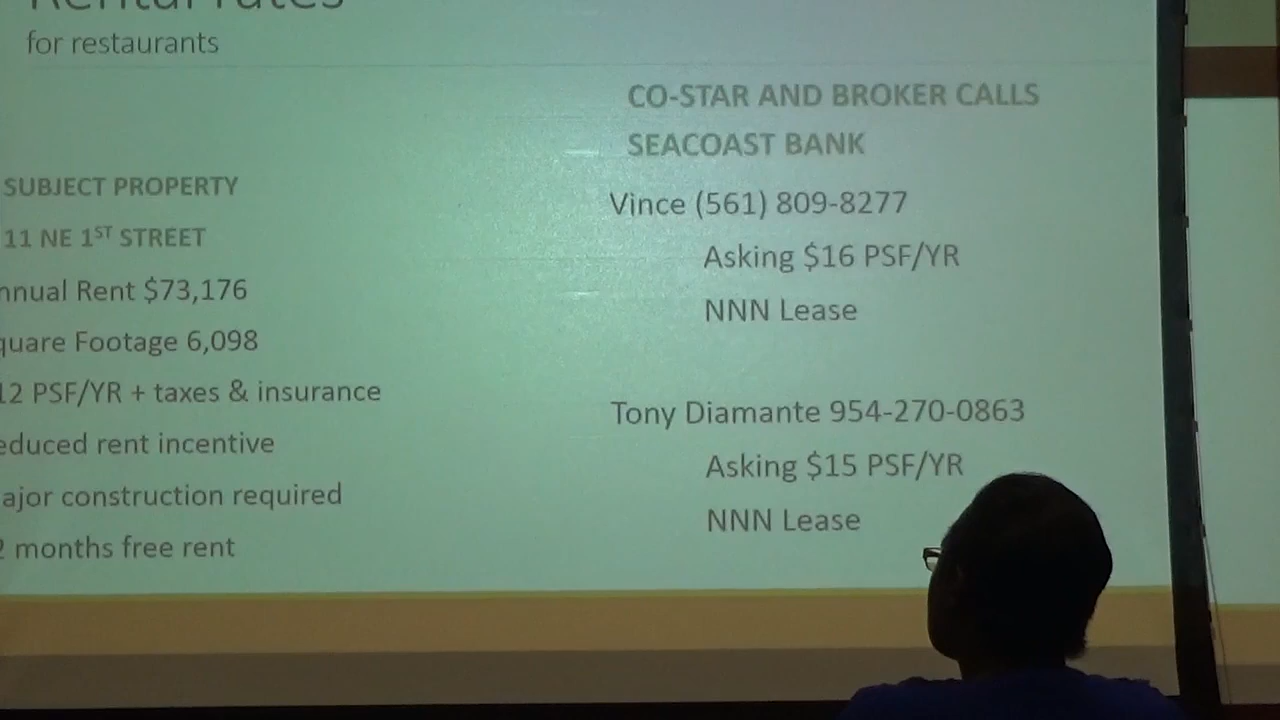 Rental rates
for restaurants
SUBJECT PROPERTY
11 NE 1ST STREET
nnual Rent $73,176
quare Footage 6,098
12 PSF/YR + taxes & insurance
educed rent incentive
ajor construction required
2 months free rent
CO-STAR AND BROKER CALLS
SEACOAST BANK
Vince (561) 809-8277
Asking $16 PSF/YR
NNN Lease
Tony Diamante 954-270-0863
Asking $15 PSF/YR
NNN Lease